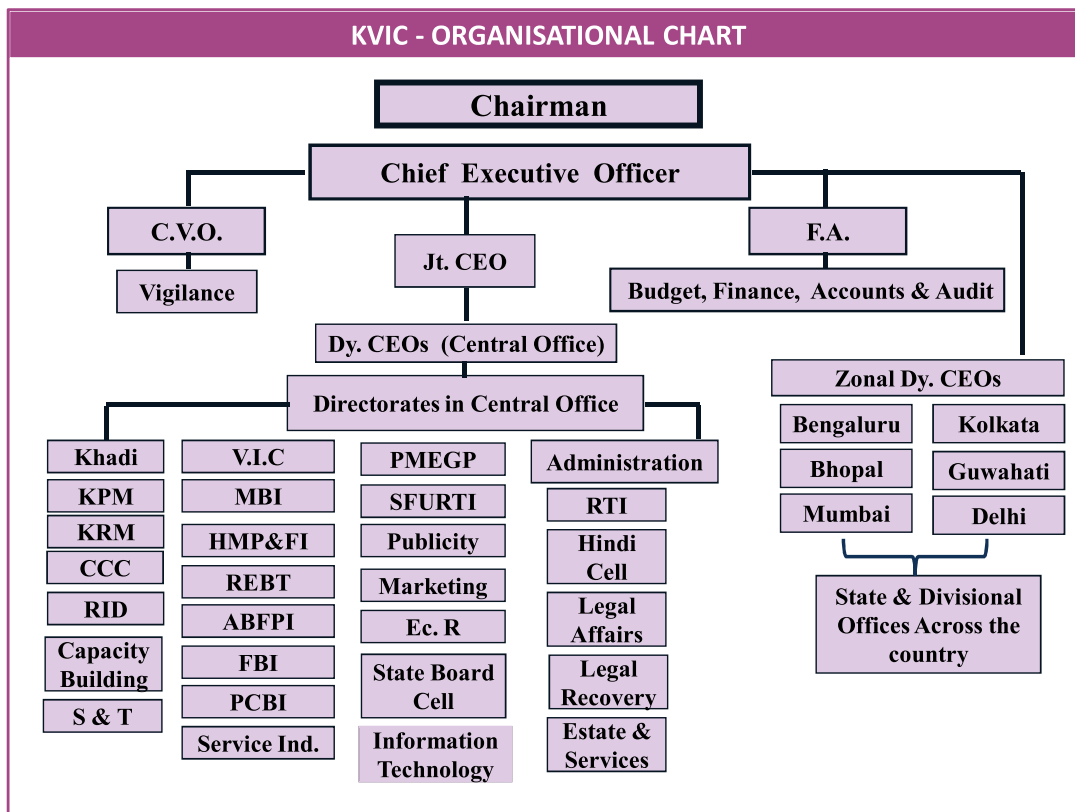 KVIC - ORGANISATIONAL CHART
Chairman
Chief Executive Officer
C.V.O.
Vigilance
Jt. CEO
F.A.
Budget, Finance, Accounts & Audit
Dy. CEOs (Central Office)
Directorates in Central Office
Khadi
KPM
KRM
CCC
RID
Capacity
Building
S & T
V.I.C
MBI
HMP&FI
REBT
ABFPI
FBI
PCBI
Service Ind.
PMEGP
SFURTI
Publicity
Marketing
Ec. R
State Board
Cell
Information
Technology
Administration
RTI
Hindi
Cell
Legal
Affairs
Legal
Recovery
Estate &
Services
Zonal Dy. CEOs
Bengaluru
Bhopal
Mumbai
Kolkata
Guwahati
Delhi
State & Divisional
Offices Across the
country